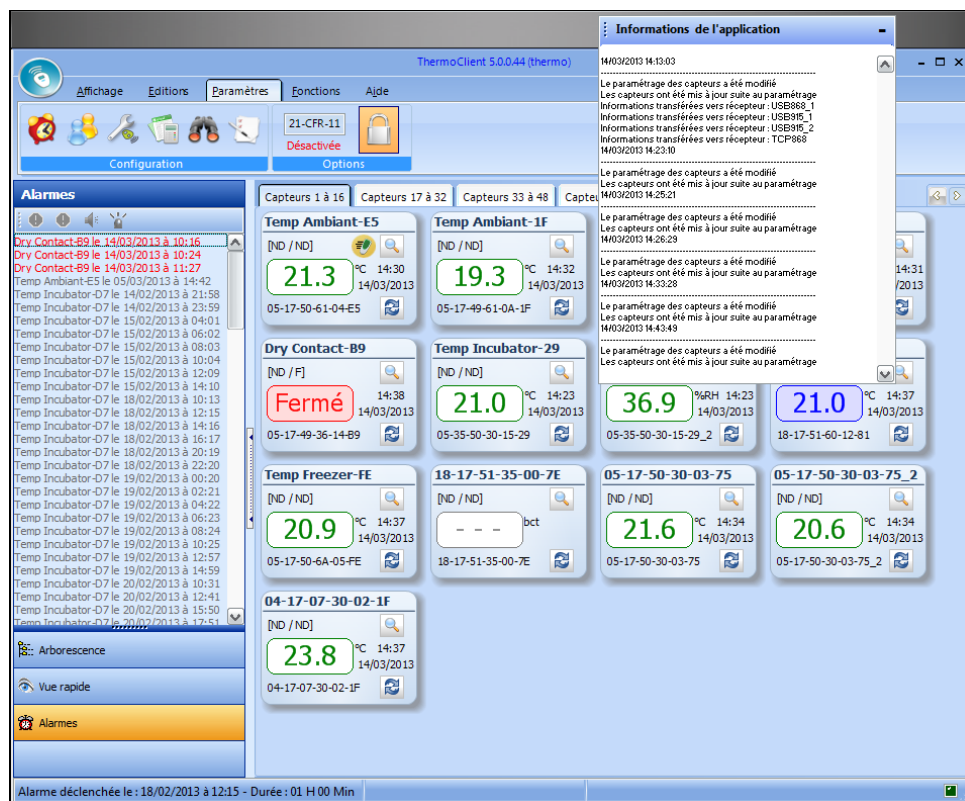 Informations de l'application
ThermoClient 5.0.0.44 (thermo)
14/03/2013 14:13:03
Le paramétrage des capteurs a été modifié
Les capteurs ont été mis à jour suite au paramétrage
Informations transférées vers récepteur : USB868_1
Informations transférées vers récepteur : USB915_1
Informations transférées vers récepteur : USB915_2
Informations transférées vers récepteur : TCP868
14/03/2013 14:23:10
Le paramétrage des capteurs a été modifié
Les capteurs ont été mis à jour suite au paramétrage
14/03/2013 14:25:21
Le paramétrage des capteurs a été modifié
Les capteurs ont été mis à jour suite au paramétrage
14/03/2013 14:26:29
Le paramétrage des capteurs a été modifié
Les capteurs ont été mis à jour suite au paramétrage
14/03/2013 14:33:28
Le paramétrage des capteurs a été modifié
Les capteurs ont été mis à jour suite au paramétrage
14/03/2013 14:43:49
Le paramétrage des capteurs a été modifié
Les capteurs ont été mis à jour suite au paramétrage
Affichage Editions Paramètres Fonctions Aide
21-CFR-11
Désactivée
Configuration Options
Alarmes
Dry Contact-B9 le 14/03/2013 à 10:16
Dry Contact-B9 le 14/03/2013 à 10:24
Dry Contact-B9 le 14/03/2013 à 11:27
Temp Ambiant-E5 le 05/03/2013 à 14:42
Temp Incubator-D7 le 14/02/2013 à 21:58
Temp Incubator-D7 le 14/02/2013 à 23:59
Temp Incubator-D7 le 15/02/2013 à 04:01
Temp Incubator-D7 le 15/02/2013 à 06:02
Temp Incubator-D7 le 15/02/2013 à 08:03
Temp Incubator-D7 le 15/02/2013 à 10:04
Temp Incubator-D7 le 15/02/2013 à 12:09
Temp Incubator-D7 le 15/02/2013 à 14:10
Temp Incubator-D7 le 18/02/2013 à 10:13
Temp Incubator-D7 le 18/02/2013 à 12:15
Temp Incubator-D7 le 18/02/2013 à 14:16
Temp Incubator-D7 le 18/02/2013 à 16:17
Temp Incubator-D7 le 18/02/2013 à 20:19
Temp Incubator-D7 le 18/02/2013 à 22:20
Temp Incubator-D7 le 19/02/2013 à 00:20
Temp Incubator-D7 le 19/02/2013 à 02:21
Temp Incubator-D7 le 19/02/2013 à 04:22
Temp Incubator-D7 le 19/02/2013 à 06:23
Temp Incubator-D7 le 19/02/2013 à 08:24
Temp Incubator-D7 le 19/02/2013 à 10:25
Temp Incubator-D7 le 19/02/2013 à 12:57
Temp Incubator-D7 le 19/02/2013 à 14:59
Temp Incubator-D7 le 20/02/2013 à 10:31
Temp Incubator-D7 le 20/02/2013 à 12:41
Temp Incubator-D7 le 20/02/2013 à 15:50
Temp Incubator-D7 le 20/02/2013 à 17:51
Arborescence
Vue rapide
Alarmes
Capteurs 1 à 16 Capteurs 17 à 32 Capteurs 33 à 48
Temp Ambiant-E5
[ND / ND]
21.3 °C 14:30
14/03/2013
05-17-50-61-04-E5
Temp Ambiant-1F
[ND / ND]
19.3 °C 14:32
14/03/2013
05-17-49-61-0A-1F
14:31
/2013
Dry Contact-B9
[ND / F]
Fermé 14:38
14/03/2013
05-17-49-36-14-B9
Temp Incubator-29
[ND / ND]
21.0 °C 14:23
14/03/2013
05-35-50-30-15-29
36.9 %RH 14:23
14/03/2013
05-35-50-30-15-29_2
21.0 °C 14:37
14/03/2013
18-17-51-60-12-81
Temp Freezer-FE
[ND / ND]
20.9 °C 14:37
14/03/2013
05-17-50-6A-05-FE
18-17-51-35-00-7E
[ND / ND]
- - - bct
18-17-51-35-00-7E
05-17-50-30-03-75
[ND / ND]
21.6 °C 14:34
14/03/2013
05-17-50-30-03-75
05-17-50-30-03-75_2
[ND / ND]
20.6 °C 14:34
14/03/2013
05-17-50-30-03-75_2
04-17-07-30-02-1F
[ND / ND]
23.8 °C 14:37
14/03/2013
04-17-07-30-02-1F
Alarme déclenchée le : 18/02/2013 à 12:15 - Durée : 01 H 00 Min